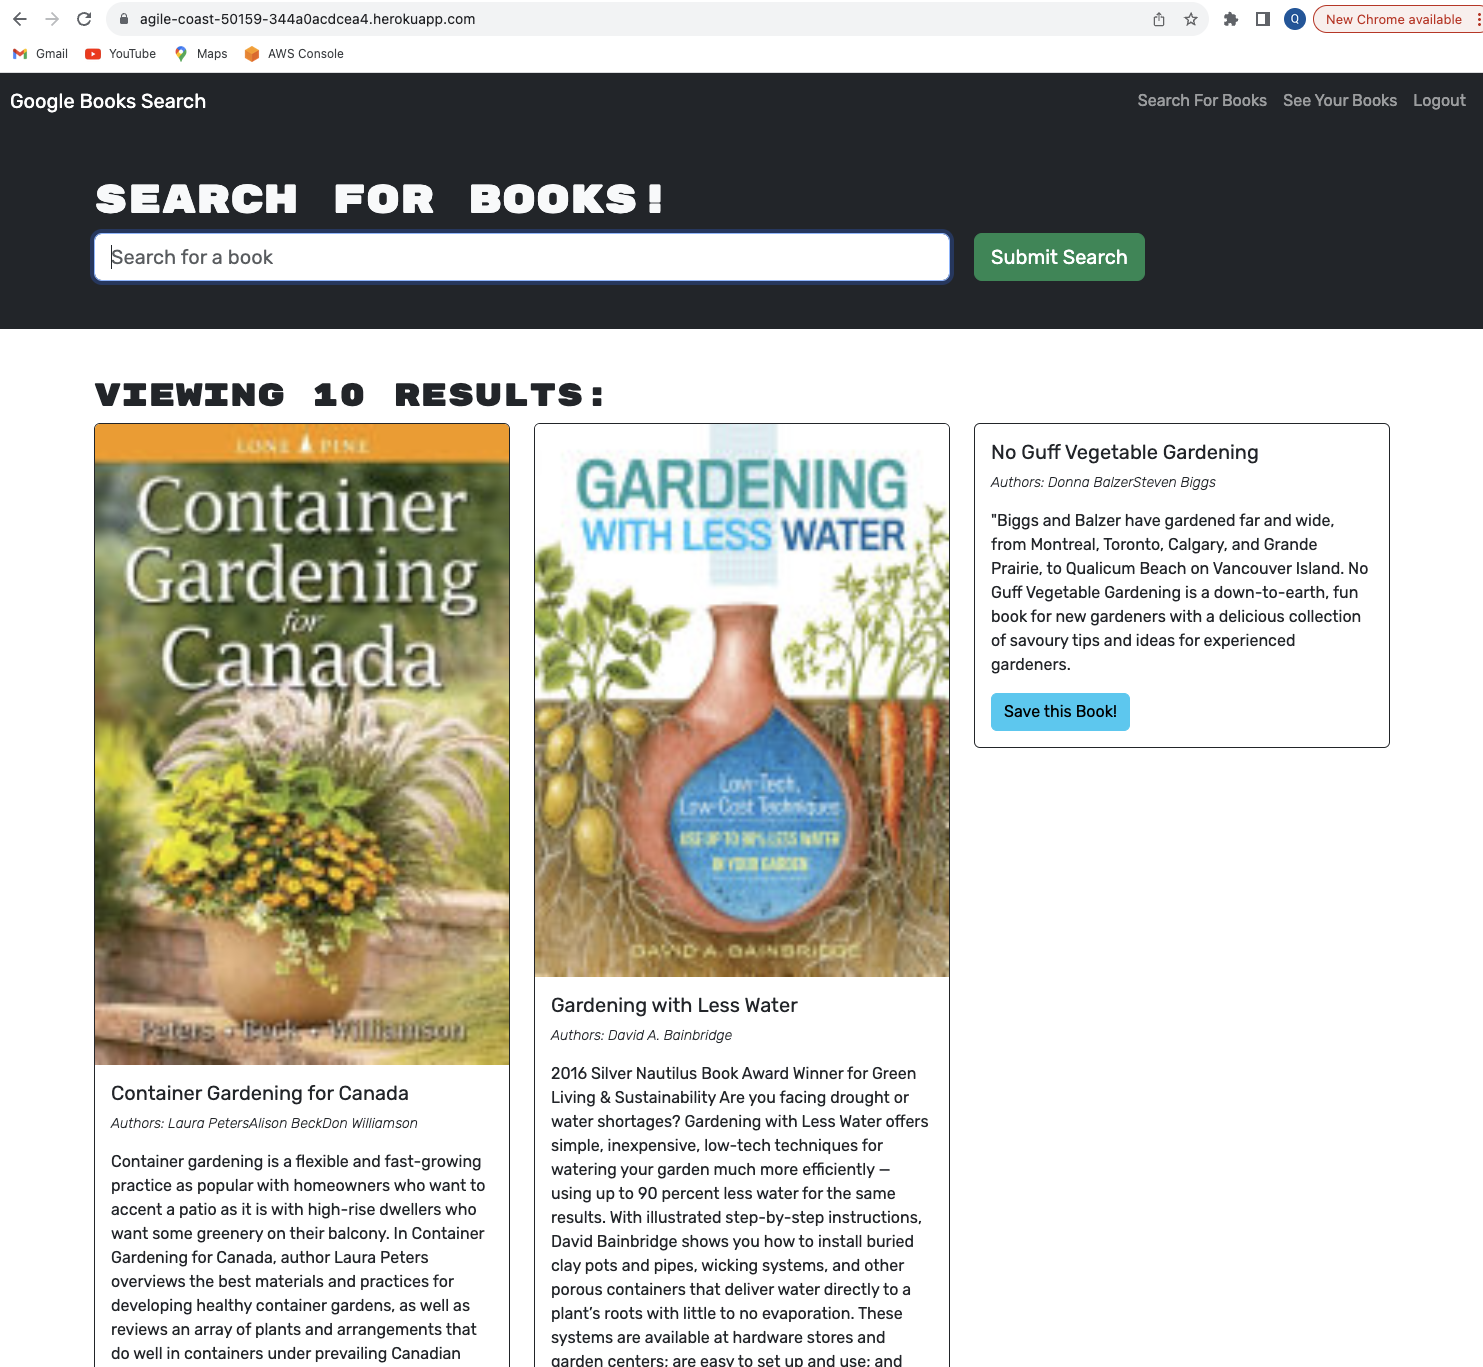 agile-coast-50159-344a0acdcea4.herokuapp.com
Q
New Chrome available
Gmail
YouTube
Maps
AWS Console
Google Books Search
Search For Books
See Your Books
Logout
SEARCH FOR BOOKS!
Search for a book
Submit Search
VIEWING 10 RESULTS:
LONE PINE
Container
Gardening
for
Canada
Peters • Beck • Williamson
Container Gardening for Canada
Authors: Laura PetersAlison BeckDon Williamson
Container gardening is a flexible and fast-growing
practice as popular with homeowners who want to
accent a patio as it is with high-rise dwellers who
want some greenery on their balcony. In Container
Gardening for Canada, author Laura Peters
overviews the best materials and practices for
developing healthy container gardens, as well as
reviews an array of plants and arrangements that
do well in containers under prevailing Canadian
GARDENING
WITH LESS WATER
Low-Tech,
Low-Cost Techniques
USE UP TO 90% LESS WATER
IN YOUR GARDEN
DAVID A. BAINBRIDGE
Gardening with Less Water
Authors: David A. Bainbridge
2016 Silver Nautilus Book Award Winner for Green
Living & Sustainability Are you facing drought or
water shortages? Gardening with Less Water offers
simple, inexpensive, low-tech techniques for
watering your garden much more efficiently —
using up to 90 percent less water for the same
results. With illustrated step-by-step instructions,
David Bainbridge shows you how to install buried
clay pots and pipes, wicking systems, and other
porous containers that deliver water directly to a
plant’s roots with little to no evaporation. These
systems are available at hardware stores and
garden centers; are easy to set up and use; and
No Guff Vegetable Gardening
Authors: Donna BalzerSteven Biggs
"Biggs and Balzer have gardened far and wide,
from Montreal, Toronto, Calgary, and Grande
Prairie, to Qualicum Beach on Vancouver Island. No
Guff Vegetable Gardening is a down-to-earth, fun
book for new gardeners with a delicious collection
of savoury tips and ideas for experienced
gardeners.
Save this Book!